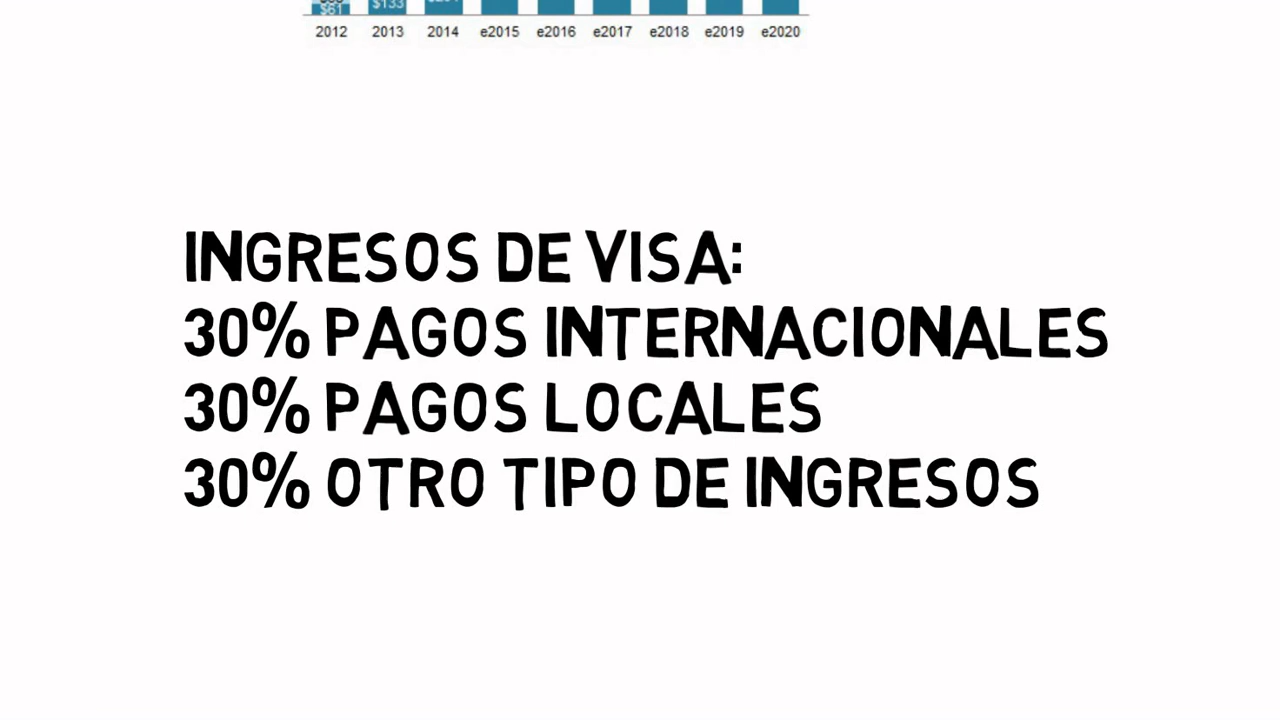 $61 $133
2012 2013 2014 e2015 e2016 e2017 e2018 e2019 e2020
INGRESOS DE VISA:
30% PAGOS INTERNACIONALES
30% PAGOS LOCALES
30% OTRO TIPO DE INGRESOS